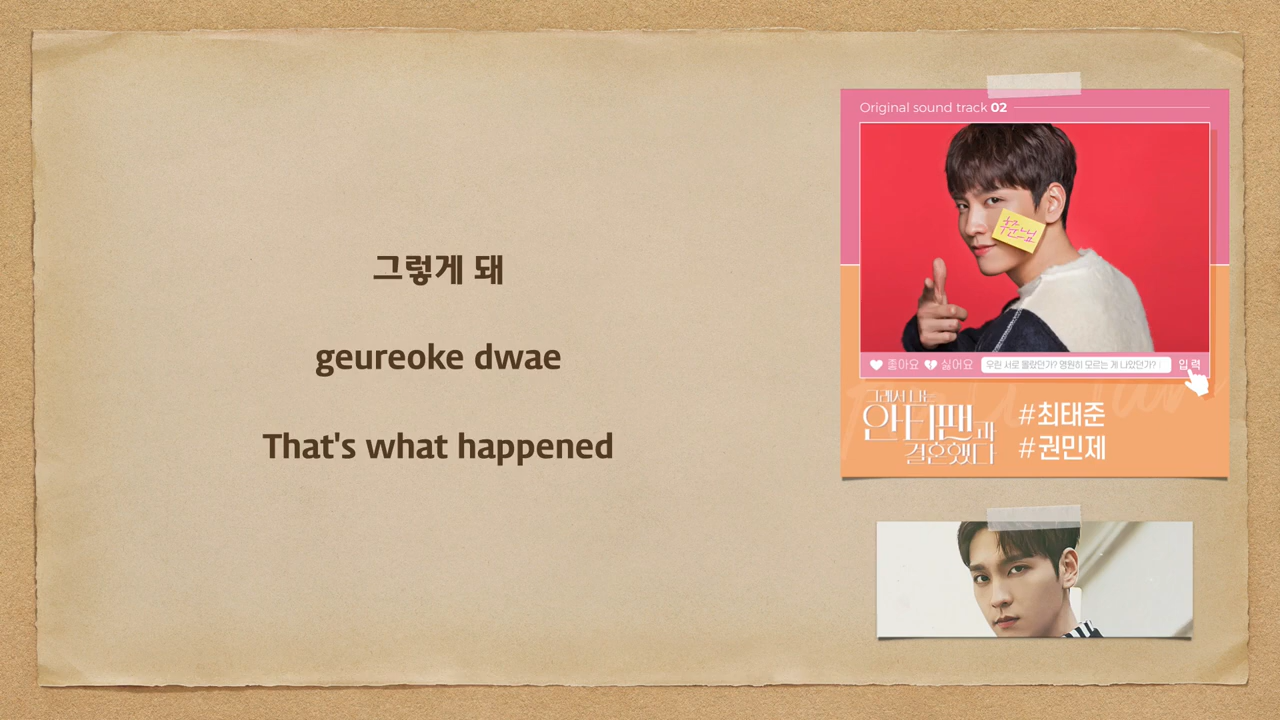 그렇게 돼
geureoke dwae
That's what happened
Original sound track 02
후준님
좋아요 싫어요 우린 서로 몰랐던가? 영원히 모르는 게 나았던가? 입력
그래서 나는
안티팬과
결혼했다
#최태준
#권민제